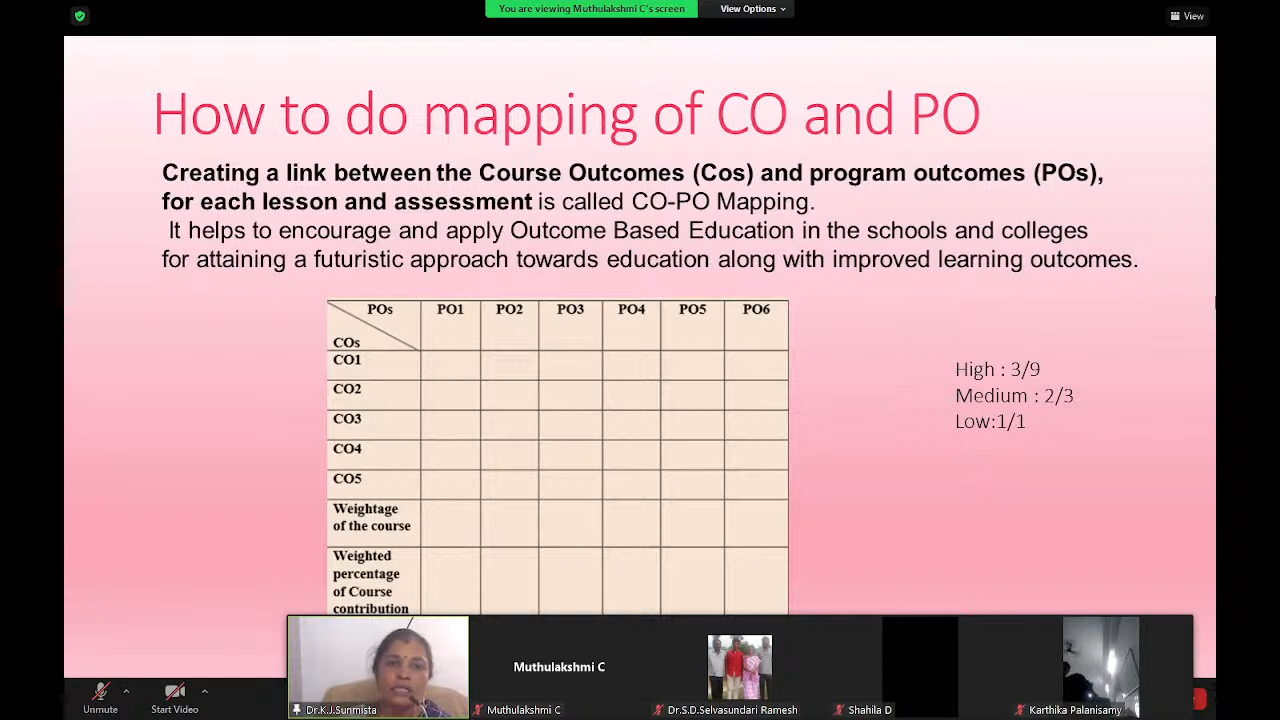 You are viewing Muthulakshmi C's screen
View Options
View
How to do mapping of CO and PO
Creating a link between the Course Outcomes (Cos) and program outcomes (POs),
for each lesson and assessment is called CO-PO Mapping.
It helps to encourage and apply Outcome Based Education in the schools and colleges
for attaining a futuristic approach towards education along with improved learning outcomes.
POs PO1 PO2 PO3 PO4 PO5 PO6
COs
CO1
CO2
CO3
CO4
CO5
Weightage
of the course
Weighted
percentage
of Course
contribution
High : 3/9
Medium : 2/3
Low:1/1
Muthulakshmi C
Unmute
Start Video
Dr.K.J.Sunmista
Muthulakshmi C
Dr.S.D.Selvasundari Ramesh
Shahila D
Karthika Palanisamy